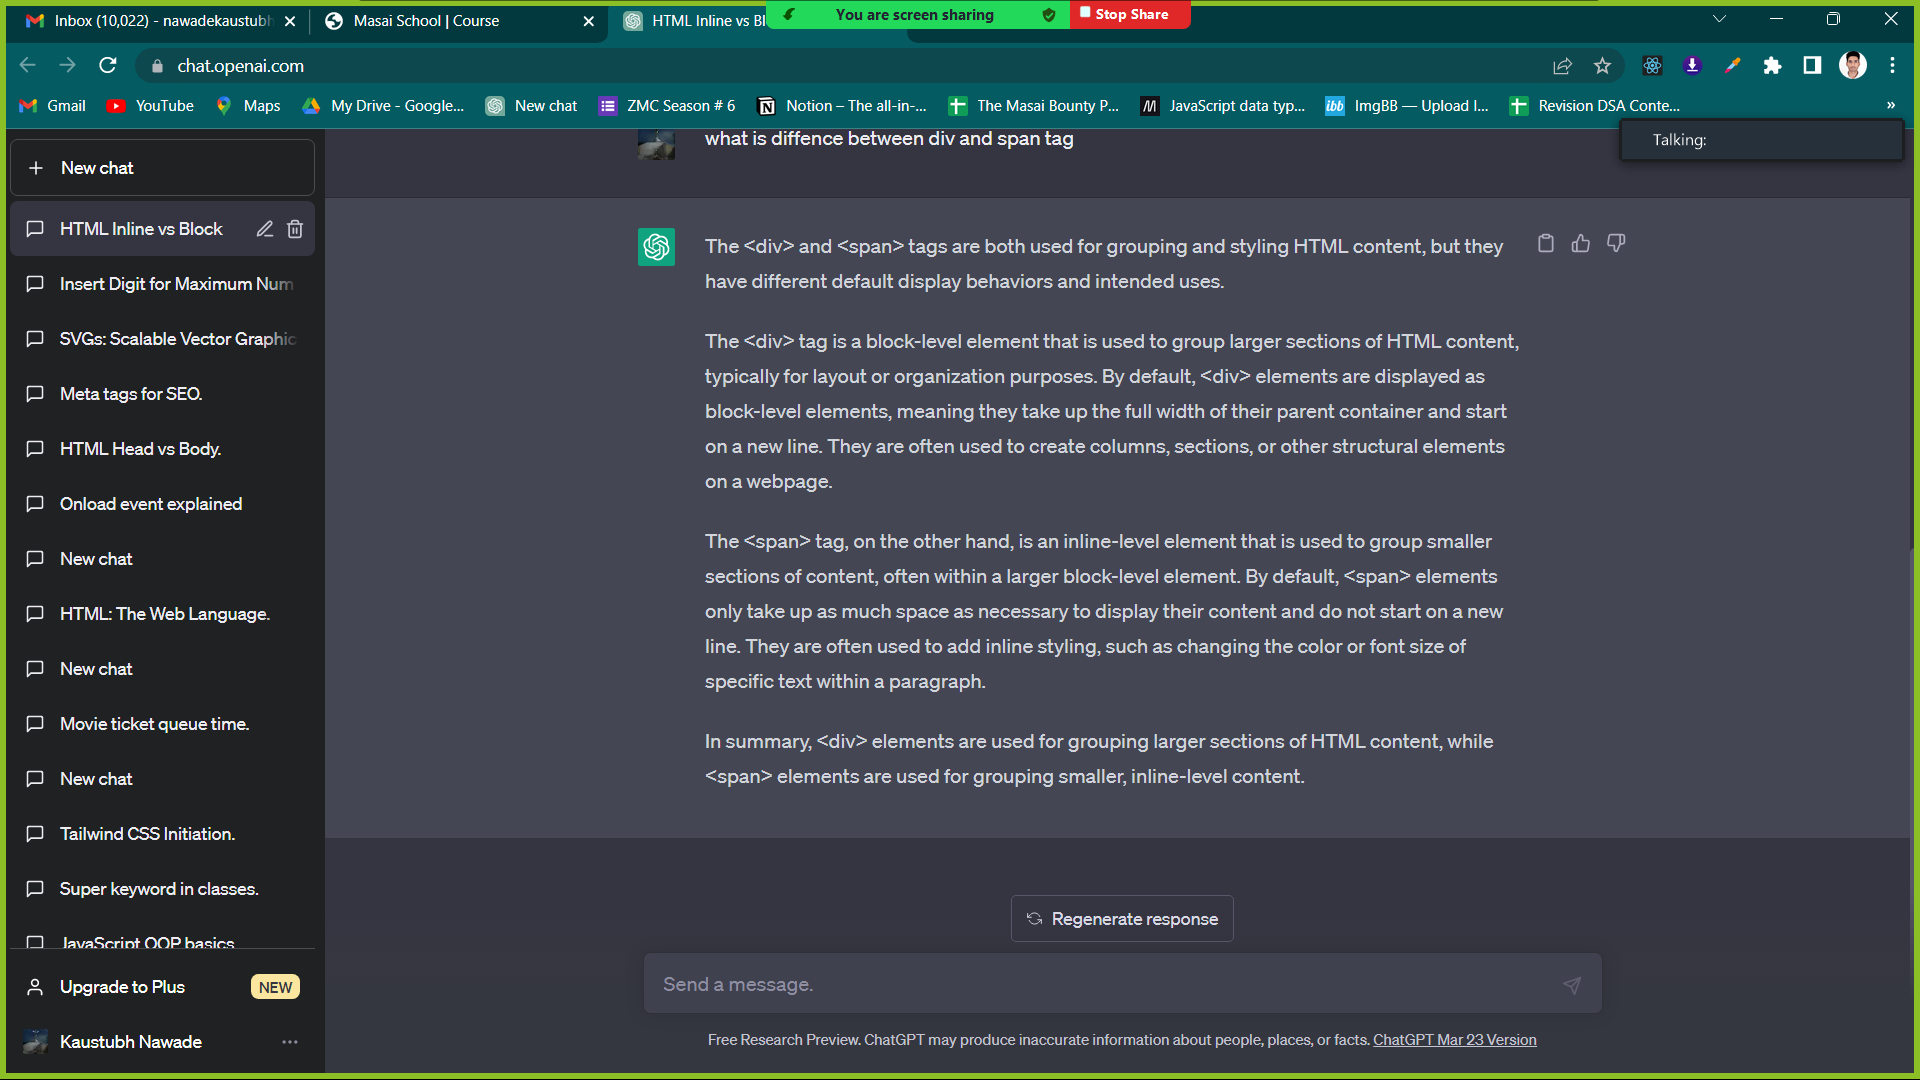 Inbox (10,022) - nawadekaustubh
Masai School | Course
HTML Inline vs Bl
You are screen sharing
Stop Share
chat.openai.com
Gmail
YouTube
Maps
My Drive - Google...
New chat
ZMC Season # 6
Notion – The all-in-...
The Masai Bounty P...
JavaScript data typ...
ImgBB — Upload I...
Revision DSA Conte...
»
Talking:
New chat
HTML Inline vs Block
Insert Digit for Maximum Num
SVGs: Scalable Vector Graphic
Meta tags for SEO.
HTML Head vs Body.
Onload event explained
New chat
HTML: The Web Language.
New chat
Movie ticket queue time.
New chat
Tailwind CSS Initiation.
Super keyword in classes.
JavaScript OOP basics
Upgrade to Plus
NEW
Kaustubh Nawade
what is diffence between div and span tag
The <div> and <span> tags are both used for grouping and styling HTML content, but they
have different default display behaviors and intended uses.
The <div> tag is a block-level element that is used to group larger sections of HTML content,
typically for layout or organization purposes. By default, <div> elements are displayed as
block-level elements, meaning they take up the full width of their parent container and start
on a new line. They are often used to create columns, sections, or other structural elements
on a webpage.
The <span> tag, on the other hand, is an inline-level element that is used to group smaller
sections of content, often within a larger block-level element. By default, <span> elements
only take up as much space as necessary to display their content and do not start on a new
line. They are often used to add inline styling, such as changing the color or font size of
specific text within a paragraph.
In summary, <div> elements are used for grouping larger sections of HTML content, while
<span> elements are used for grouping smaller, inline-level content.
Regenerate response
Send a message.
Free Research Preview. ChatGPT may produce inaccurate information about people, places, or facts. ChatGPT Mar 23 Version